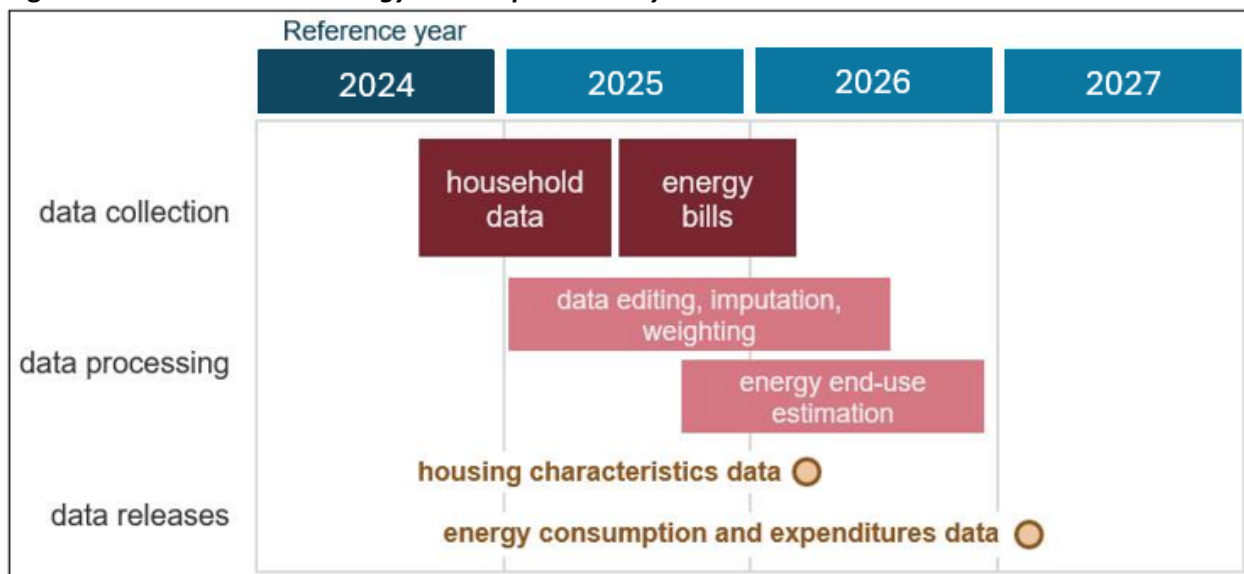 Reference year
2024 2025 2026 2027
data collection
household
data
energy
bills
data processing
data editing, imputation,
weighting
energy end-use
estimation
data releases
housing characteristics data
energy consumption and expenditures data